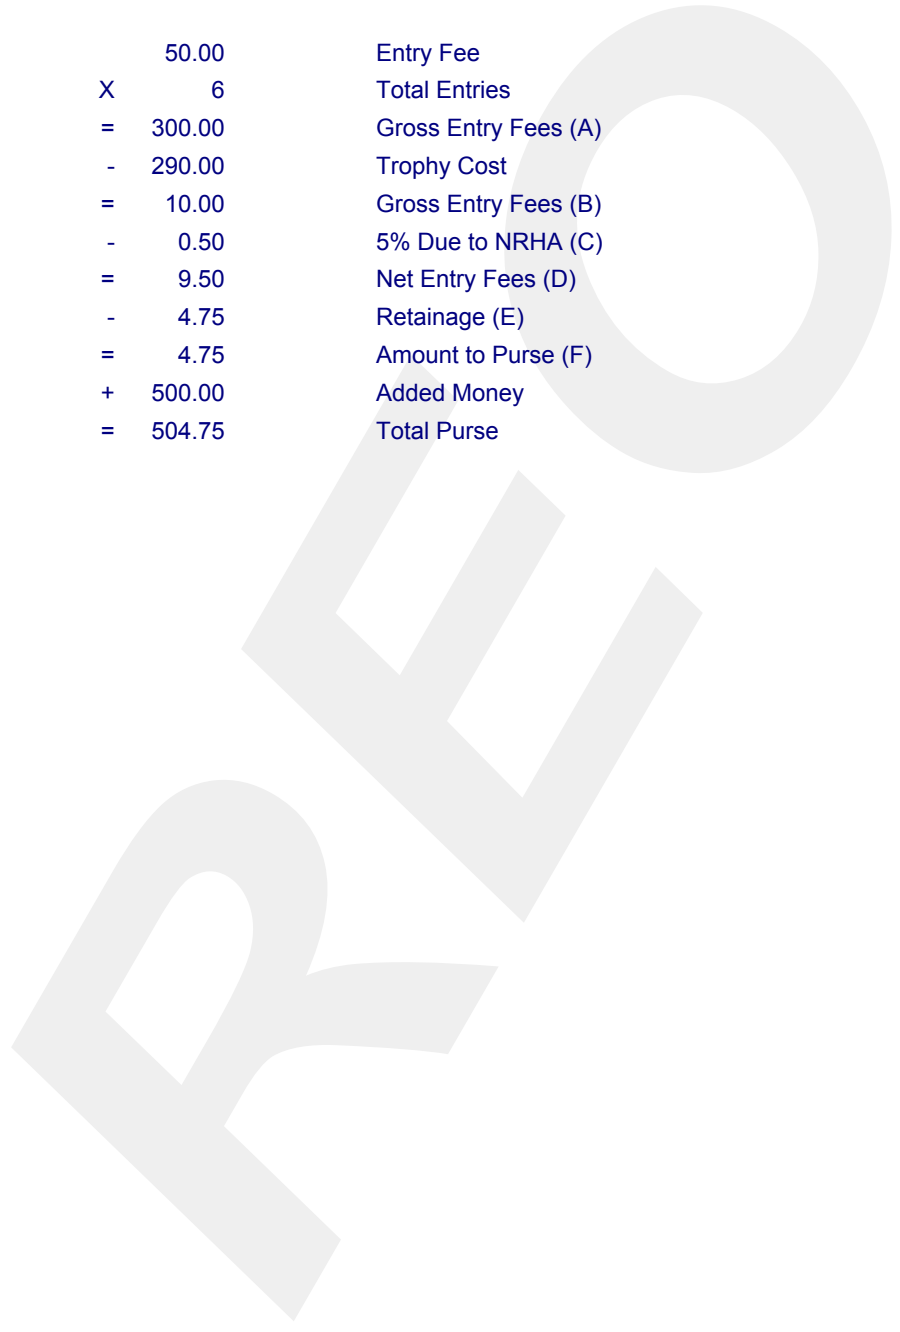 50.00 Entry Fee
X 6 Total Entries
= 300.00 Gross Entry Fees (A)
- 290.00 Trophy Cost
= 10.00 Gross Entry Fees (B)
- 0.50 5% Due to NRHA (C)
= 9.50 Net Entry Fees (D)
- 4.75 Retainage (E)
= 4.75 Amount to Purse (F)
+ 500.00 Added Money
= 504.75 Total Purse
REO